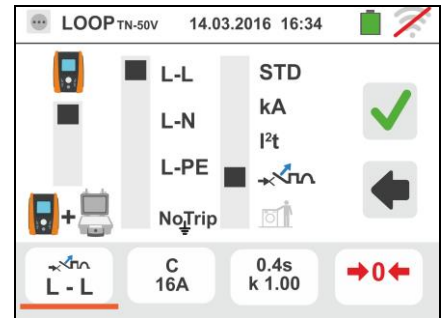 LOOP TN-50V 14.03.2016 16:34
L-L STD
L-N kA
I²t
L-PE
+
NoTrip
L - L
C
16A
0.4s
k 1.00
→0←